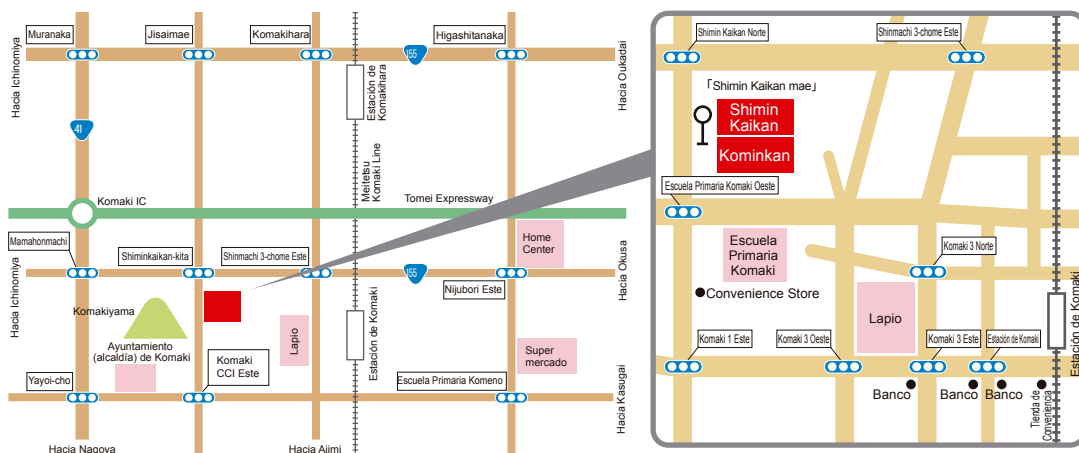 Muranaka
Jisaimae
Komakihara
Higashitanaka
155
Hacia Ichinomiya
Hacia Oukadai
Estación de
Komakihara
41
Meitetsu
Komaki Line
Komaki IC
Tomei Expressway
Home
Center
Mamahonmachi
Shiminkaikan-kita
Shinmachi 3-chome Este
155
Nijubori Este
Hacia Ichinomiya
Hacia Okusa
Komakiyama
Ayuntamiento
(alcaldía) de Komaki
Lapio
Estación de Komaki
Super
mercado
Komaki
CCI Este
Yayoi-cho
Escuela Primaria Komeno
Hacia Kasugai
Hacia Nagoya
Hacia Ajimi
Shimin Kaikan Norte
Shinmachi 3-chome Este
「Shimin Kaikan mae」
Shimin
Kaikan
Kominkan
Escuela Primaria Komaki Oeste
Escuela
Primaria
Komaki
Komaki 3 Norte
Convenience Store
Lapio
Estación de Komaki
Komaki 1 Este
Komaki 3 Oeste
Komaki 3 Este
Estación de Komaki
Banco
Banco
Banco
Tienda de
Conveniencia